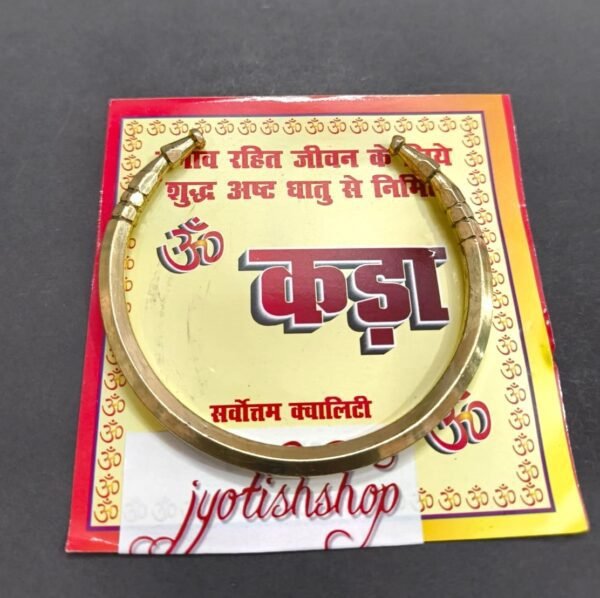 रहित जीवन के लिये
शुद्ध अष्ट धातु से
ॐ
कड़ा
सर्वोत्तम क्वालिटी
ॐ
jyotishshop